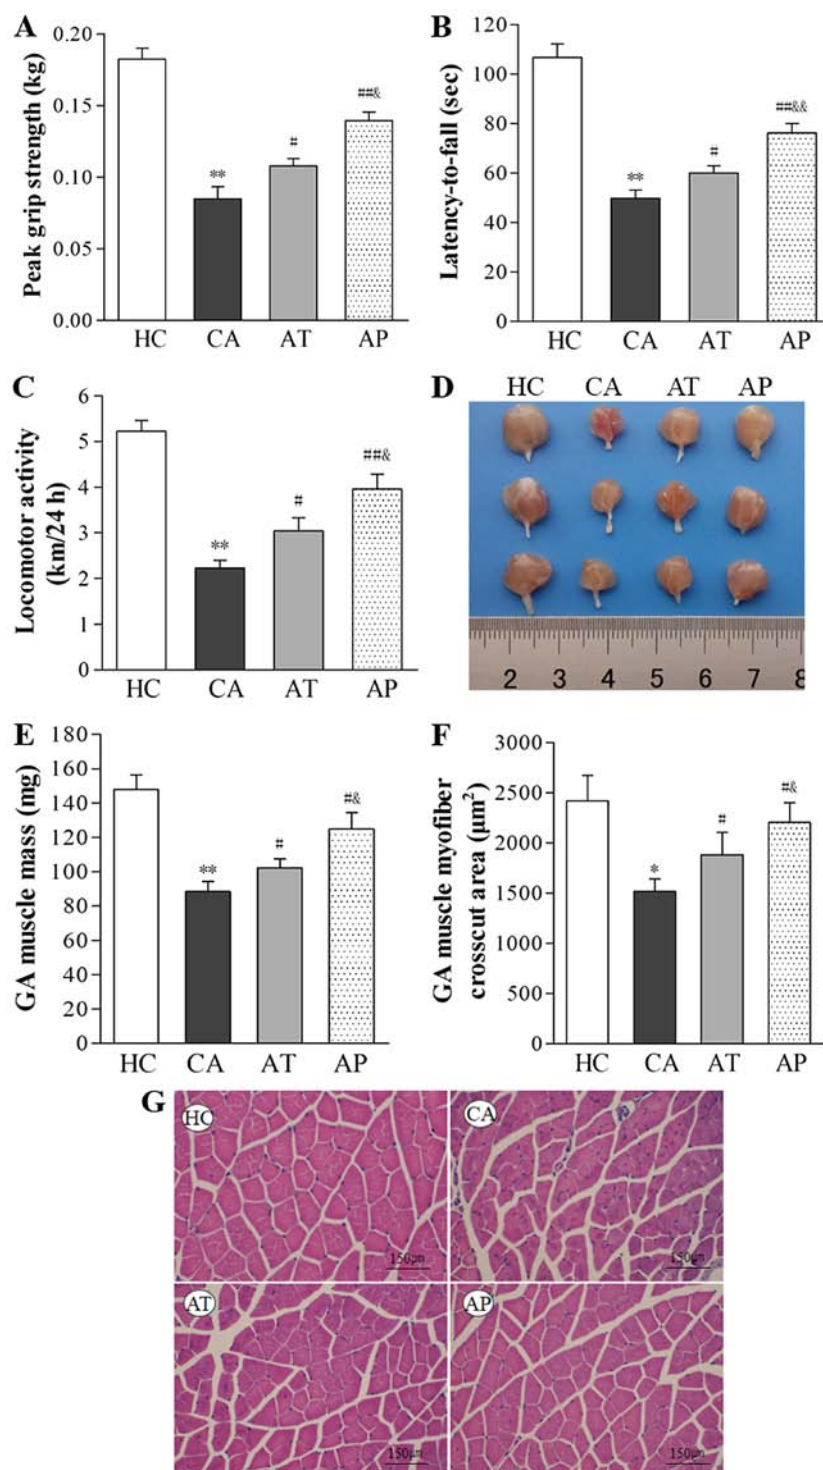 A
Peak grip strength (kg)
0.20
0.15
0.10
0.05
0.00
**
#
##&
HC CA AT AP
B
Latency-to-fall (sec)
120
100
80
60
40
20
0
**
#
##&&
HC CA AT AP
C
Locomotor activity
(km/24 h)
6
5
4
3
2
1
0
**
#
##&
HC CA AT AP
D
HC CA AT AP
2 3 4 5 6 7 8
E
GA muscle mass (mg)
180
160
140
120
100
80
60
40
20
0
**
#
#&
HC CA AT AP
F
GA muscle myofiber
crosscut area (μm²)
3000
2500
2000
1500
1000
500
0
*
#
#&
HC CA AT AP
G
HC
150μm
CA
150μm
AT
150μm
AP
150μm